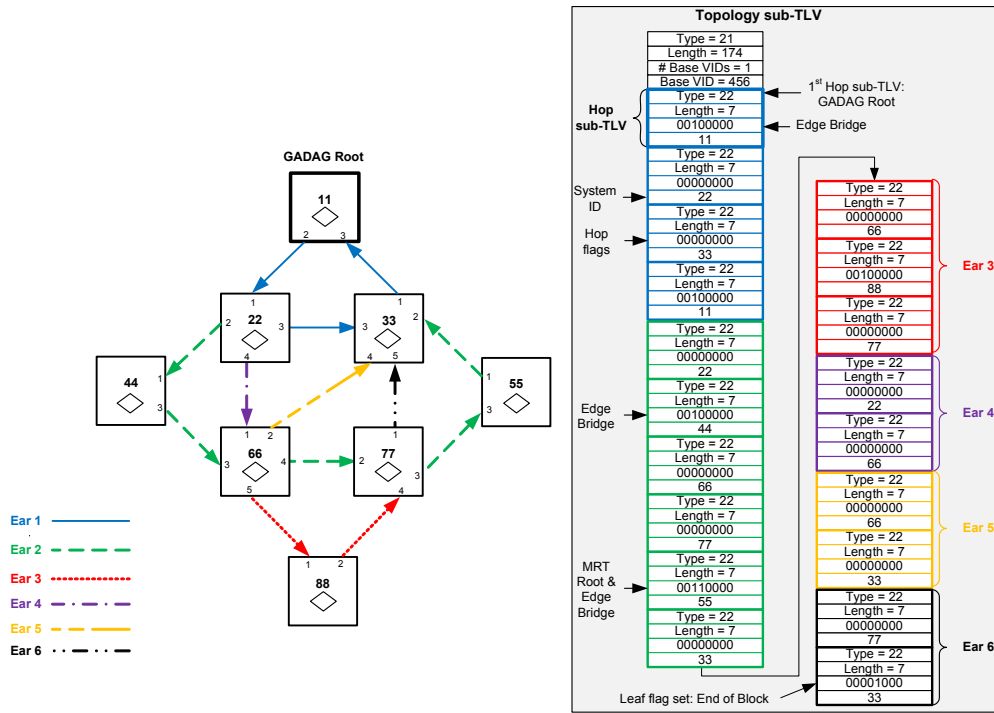 GADAG Root
11
2
3
1
2
22
3
4
1
2
3
33
4
5
44
1
3
1
55
3
1
2
3
66
4
5
1
2
77
3
4
1
2
88
Ear 1
Ear 2
Ear 3
Ear 4
Ear 5
Ear 6
Topology sub-TLV
Type = 21
Length = 174
# Base VIDs = 1
Base VID = 456
Type = 22
Length = 7
00100000
11
Type = 22
Length = 7
00000000
22
Type = 22
Length = 7
00000000
33
Type = 22
Length = 7
00100000
11
Type = 22
Length = 7
00000000
22
Type = 22
Length = 7
00100000
44
Type = 22
Length = 7
00000000
66
Type = 22
Length = 7
00000000
77
Type = 22
Length = 7
00110000
55
Type = 22
Length = 7
00000000
33
Hop
sub-TLV
System
ID
Hop
flags
Edge
Bridge
MRT
Root &
Edge
Bridge
1st Hop sub-TLV:
GADAG Root
Edge Bridge
Type = 22
Length = 7
00000000
66
Type = 22
Length = 7
00100000
88
Type = 22
Length = 7
00000000
77
Type = 22
Length = 7
00000000
22
Type = 22
Length = 7
00000000
66
Type = 22
Length = 7
00000000
66
Type = 22
Length = 7
00000000
33
Type = 22
Length = 7
00000000
77
Type = 22
Length = 7
00001000
33
Ear 3
Ear 4
Ear 5
Ear 6
Leaf flag set: End of Block